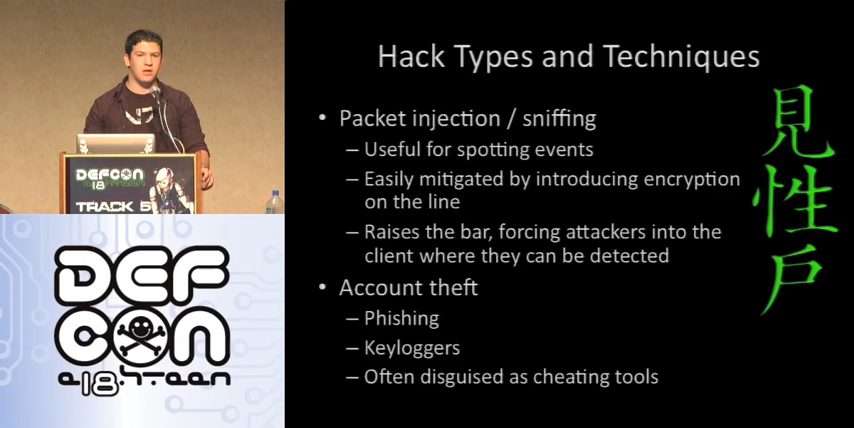 Hack Types and Techniques
• Packet injection / sniffing
– Useful for spotting events
– Easily mitigated by introducing encryption
on the line
– Raises the bar, forcing attackers into the
client where they can be detected
• Account theft
– Phishing
– Keyloggers
– Often disguised as cheating tools
見
性
戸
DEFCON
18
TRACK 5
DEF
CON
e18.hteen